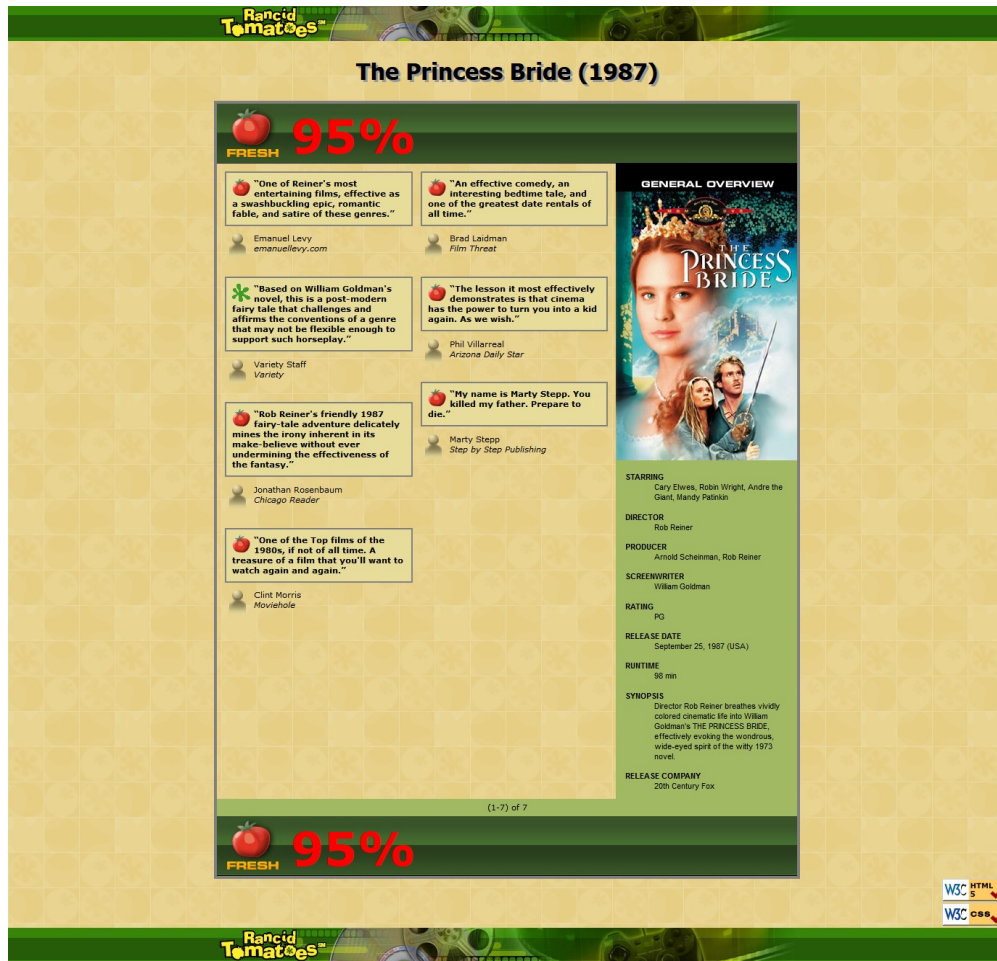 Rancid
Tomatoes℠
The Princess Bride (1987)
FRESH
95%
"One of Reiner's most
entertaining films, effective as
a swashbuckling epic, romantic
fable, and satire of these genres."
Emanuel Levy
emanuellevy.com
"Based on William Goldman's
novel, this is a post-modern
fairy tale that challenges and
affirms the conventions of a genre
that may not be flexible enough to
support such horseplay."
Variety Staff
Variety
"Rob Reiner's friendly 1987
fairy-tale adventure delicately
mines the irony inherent in its
make-believe without ever
undermining the effectiveness of
the fantasy."
Jonathan Rosenbaum
Chicago Reader
"One of the Top films of the
1980s, if not of all time. A
treasure of a film that you'll want to
watch again and again."
Clint Morris
Moviehole
"An effective comedy, an
interesting bedtime tale, and
one of the greatest date rentals of
all time."
Brad Laidman
Film Threat
"The lesson it most effectively
demonstrates is that cinema
has the power to turn you into a kid
again. As we wish."
Phil Villarreal
Arizona Daily Star
"My name is Marty Stepp. You
killed my father. Prepare to
die."
Marty Stepp
Step by Step Publishing
GENERAL OVERVIEW
THE
PRINCESS
BRIDE
STARRING
Cary Elwes, Robin Wright, Andre the
Giant, Mandy Patinkin
DIRECTOR
Rob Reiner
PRODUCER
Arnold Scheinman, Rob Reiner
SCREENWRITER
William Goldman
RATING
PG
RELEASE DATE
September 25, 1987 (USA)
RUNTIME
98 min
SYNOPSIS
Director Rob Reiner breathes vividly
colored cinematic life into William
Goldman's THE PRINCESS BRIDE,
effectively evoking the wondrous,
wide-eyed spirit of the witty 1973
novel.
RELEASE COMPANY
20th Century Fox
(1-7) of 7
FRESH
95%
W3C HTML
5
W3C css
Rancid
Tomatoes℠